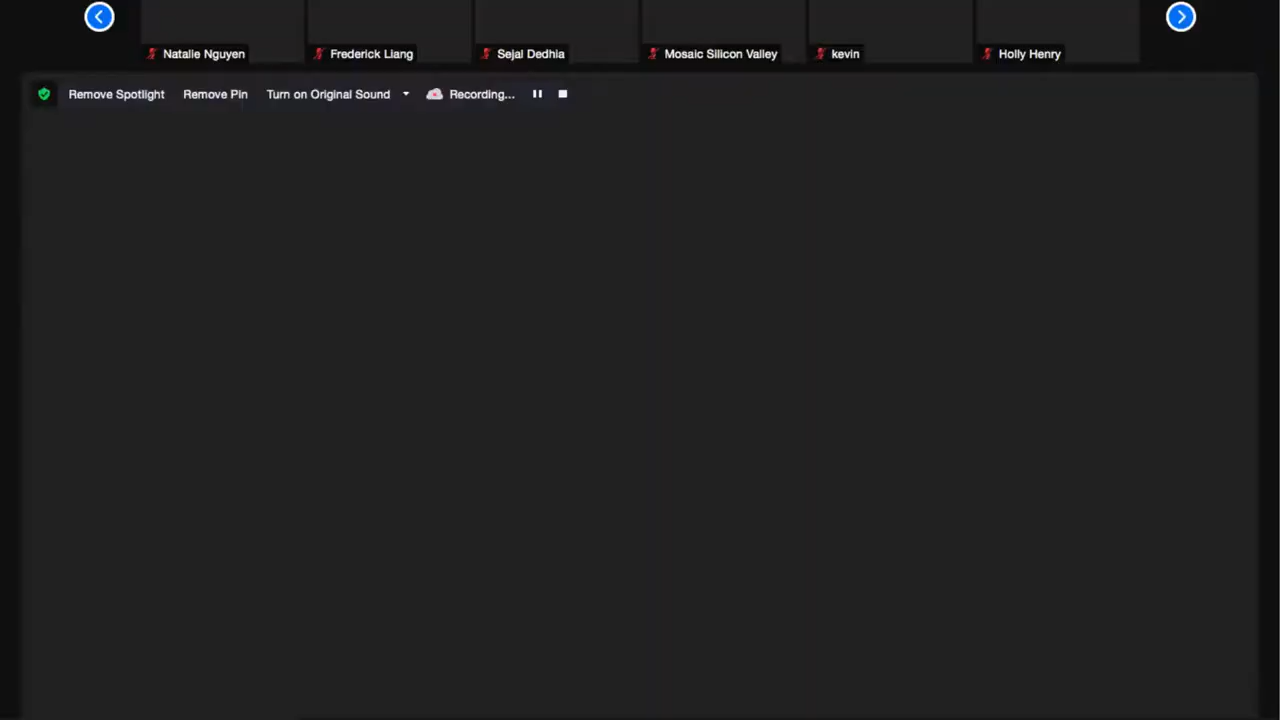 Natalie Nguyen Frederick Liang Sejal Dedhia Mosaic Silicon Valley kevin Holly Henry
Remove Spotlight Remove Pin Turn on Original Sound Recording...